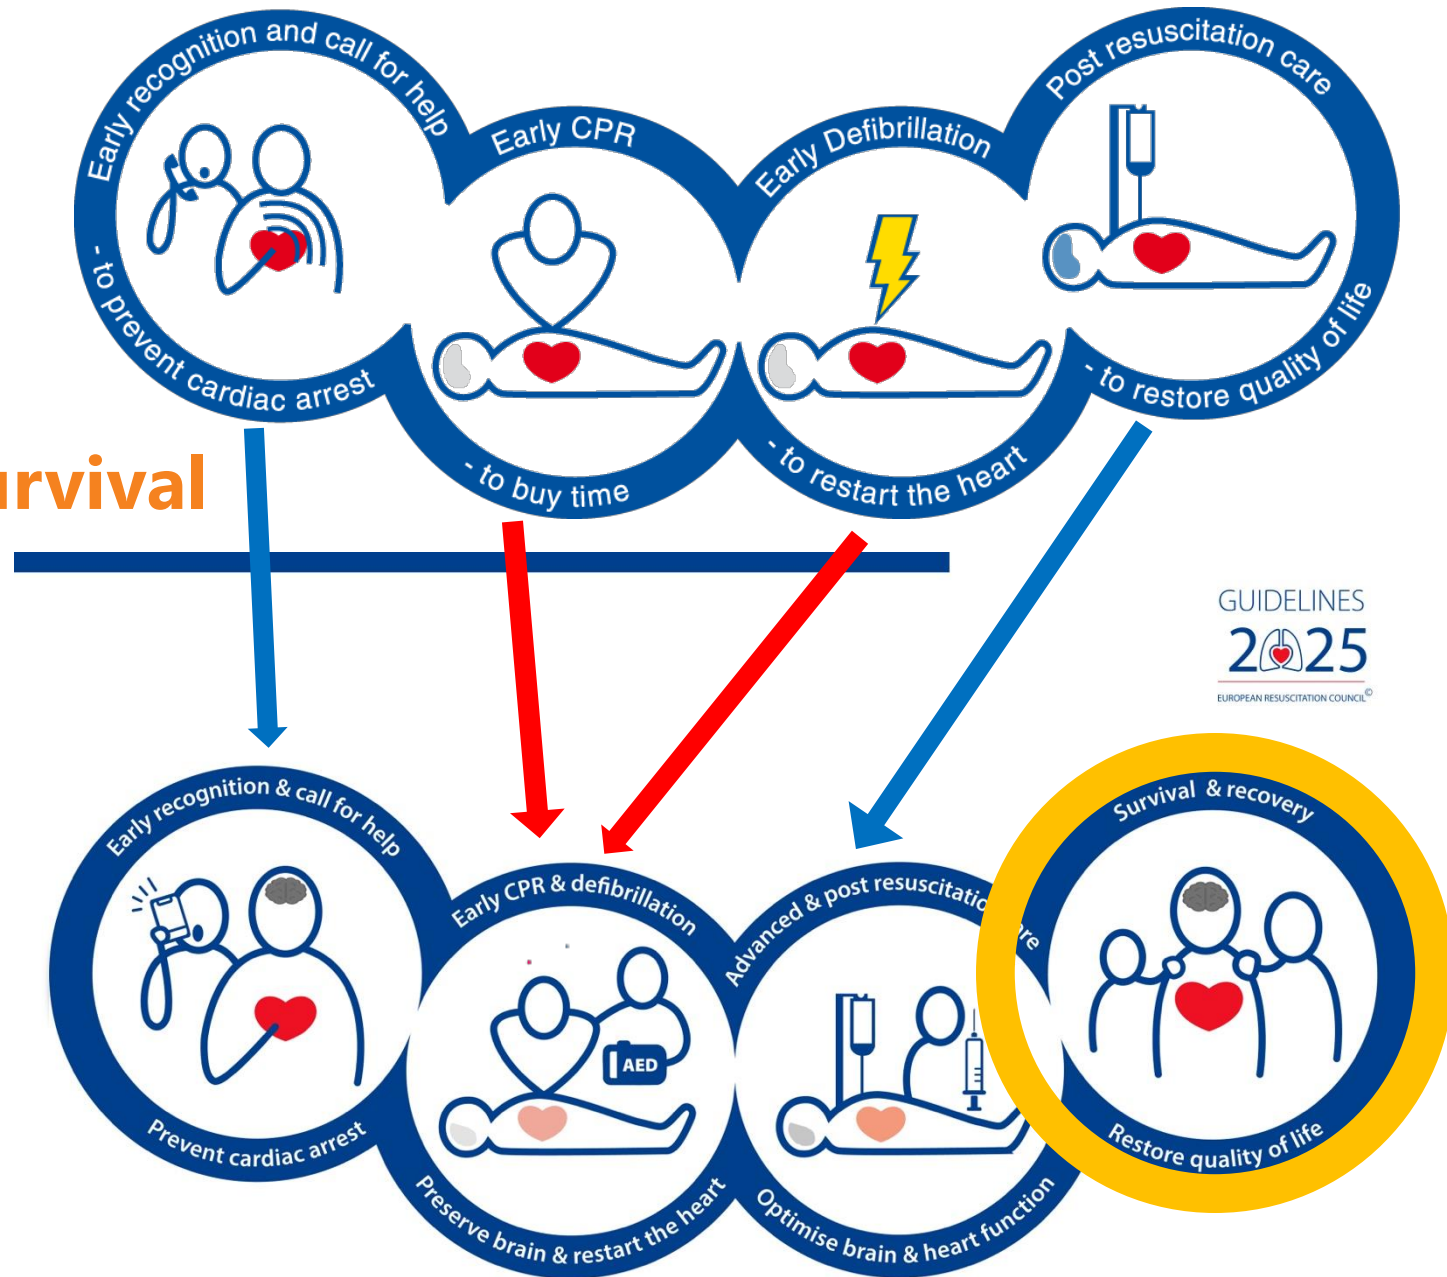 Early recognition and call for help
- to prevent cardiac arrest
Early CPR
- to buy time
Early Defibrillation
- to restart the heart
Post resuscitation care
- to restore quality of life
urvival
GUIDELINES
2025
EUROPEAN RESUSCITATION COUNCIL©
Early recognition & call for help
Prevent cardiac arrest
Early CPR & defibrillation
AED
Preserve brain & restart the heart
Advanced & post resuscitation are
Optimise brain & heart function
Survival & recovery
Restore quality of life